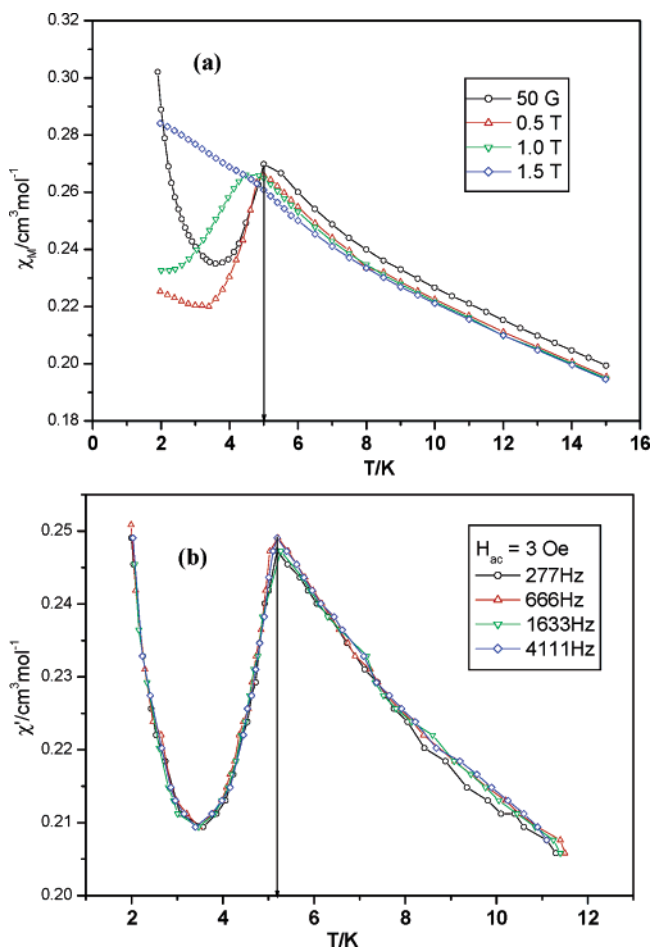 (a)
50 G
0.5 T
1.0 T
1.5 T
0.32
0.30
0.28
0.26
0.24
0.22
0.20
0.18
χM/cm³mol⁻¹
0 2 4 6 8 10 12 14 16
T/K
(b)
Hac = 3 Oe
277Hz
666Hz
1633Hz
4111Hz
0.25
0.24
0.23
0.22
0.21
0.20
χ'/cm³mol⁻¹
2 4 6 8 10 12
T/K